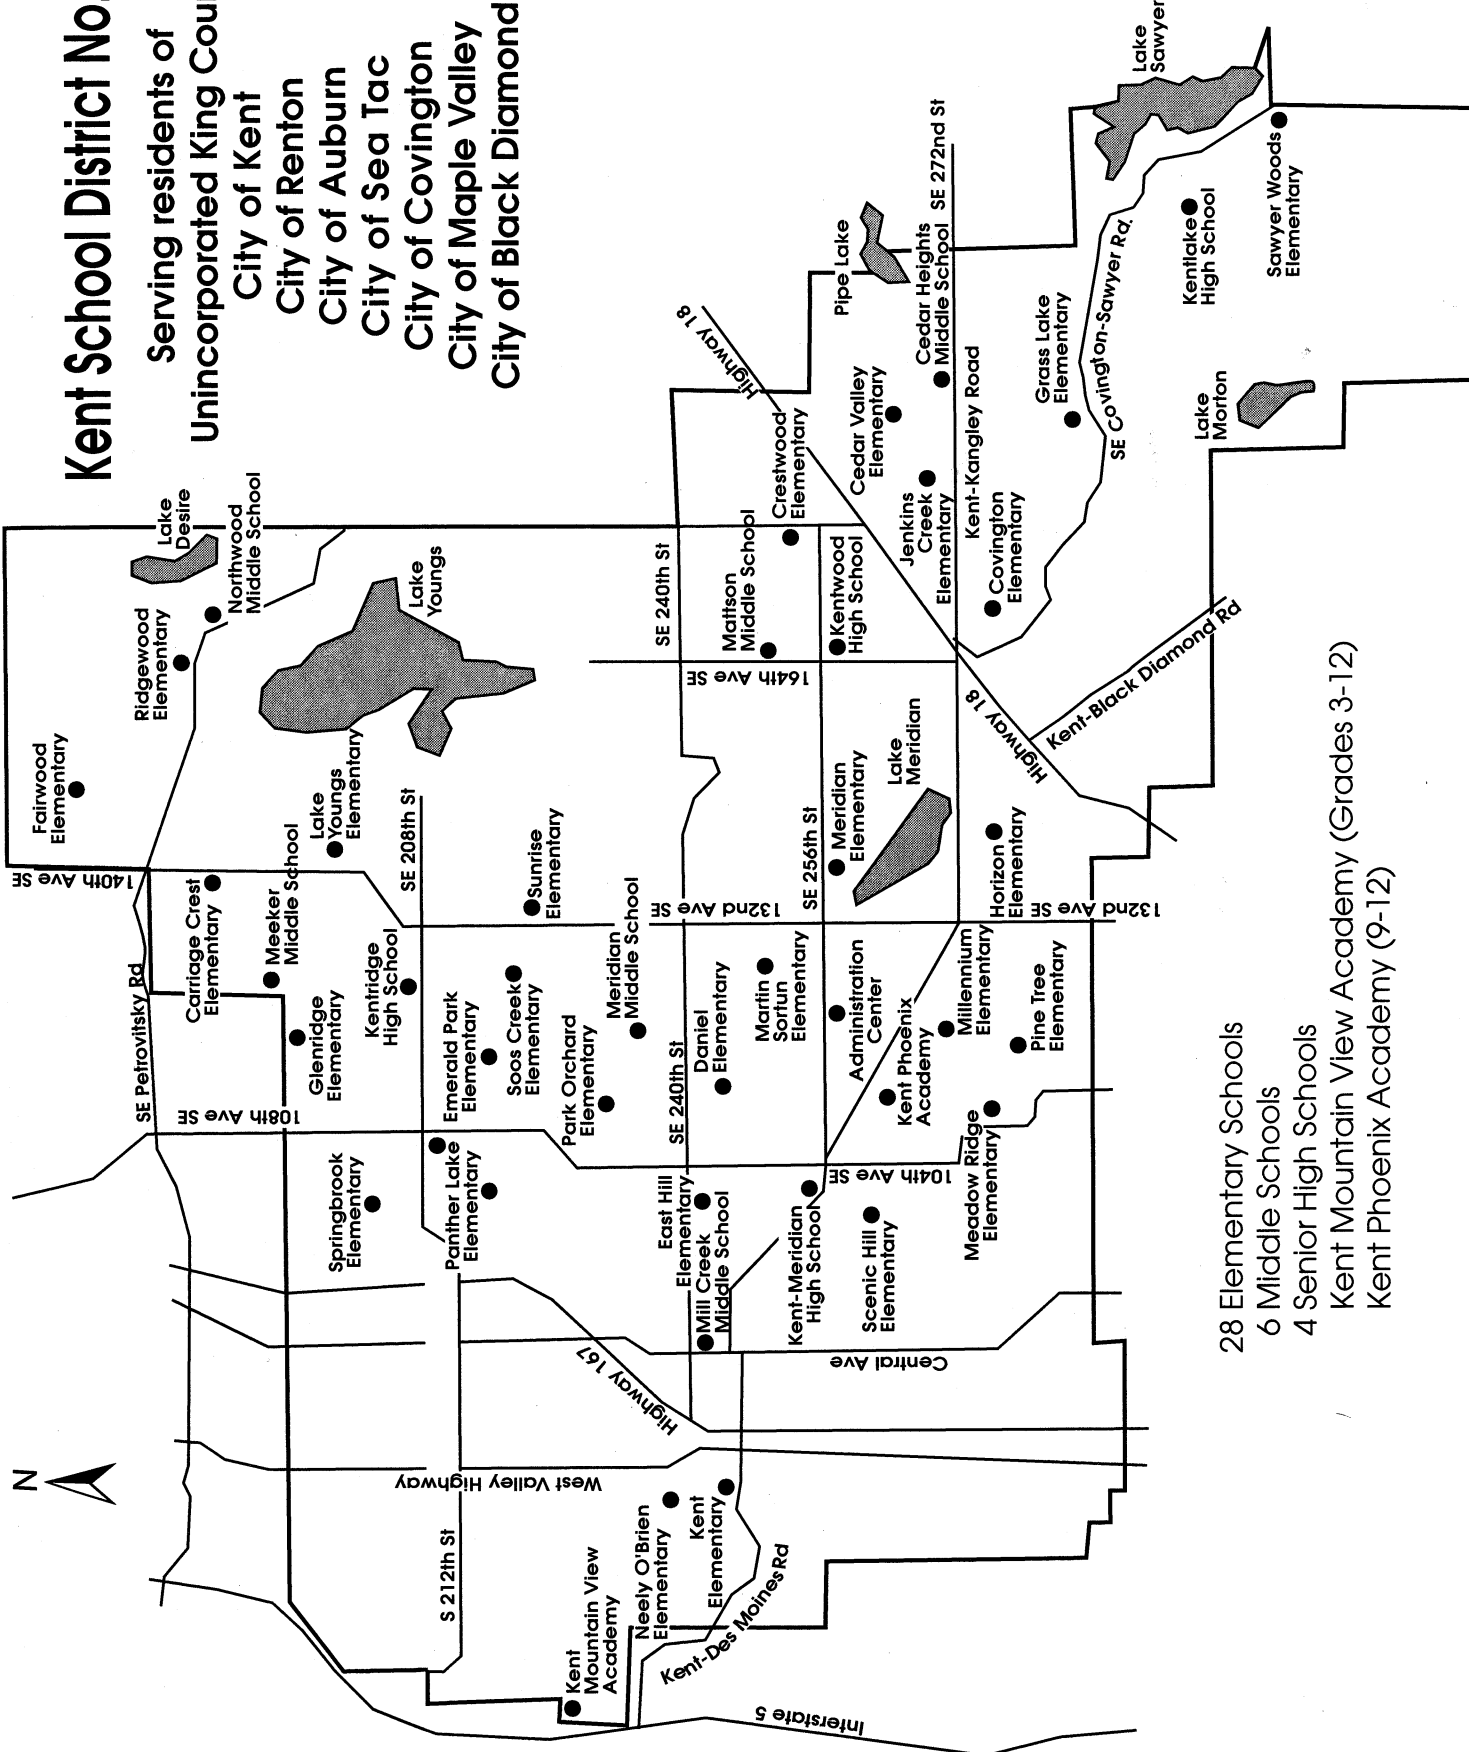 Kent School District No.
Serving residents of
Unincorporated King Cou
City of Kent
City of Renton
City of Auburn
City of Sea Tac
City of Covington
City of Maple Valley
City of Black Diamond
N
Fairwood
Elementary
Ridgewood
Elementary
Lake
Desire
Northwood
Middle School
Lake
Youngs
140th Ave SE
SE Petrovitsky Rd
Carriage Crest
Elementary
Meeker
Middle School
Lake
Youngs
Elementary
Glenridge
Elementary
108th Ave SE
Springbrook
Elementary
Kentridge
High School
SE 208th St
Panther Lake
Elementary
Emerald Park
Elementary
Soos Creek
Elementary
Sunrise
Elementary
Park Orchard
Elementary
Meridian
Middle School
S 212th St
West Valley Highway
Highway 167
Kent
Mountain View
Academy
Neely O'Brien
Elementary
Kent
Elementary
Kent-Des Moines Rd
Interstate 5
East Hill
Elementary
Mill Creek
Middle School
SE 240th St
Daniel
Elementary
132nd Ave SE
Martin
Sortun
Elementary
SE 240th St
164th Ave SE
Mattson
Middle School
Crestwood
Elementary
Highway 18
Kent-Meridian
High School
Scenic Hill
Elementary
Central Ave
104th Ave SE
Administration
Center
Kent Phoenix
Academy
Millennium
Elementary
Meadow Ridge
Elementary
Pine Tree
Elementary
SE 256th St
Meridian
Elementary
Lake
Meridian
Horizon
Elementary
132nd Ave SE
Kentwood
High School
Highway 18
Kent-Black Diamond Rd
Cedar Valley
Elementary
Jenkins
Creek
Elementary
Covington
Elementary
Kent-Kangley Road
Pipe Lake
Cedar Heights
Middle School
SE 272nd St
Grass Lake
Elementary
SE Covington-Sawyer Rd.
Lake
Morton
Kentlake
High School
Sawyer Woods
Elementary
Lake
Sawyer
28 Elementary Schools
6 Middle Schools
4 Senior High Schools
Kent Mountain View Academy (Grades 3-12)
Kent Phoenix Academy (9-12)